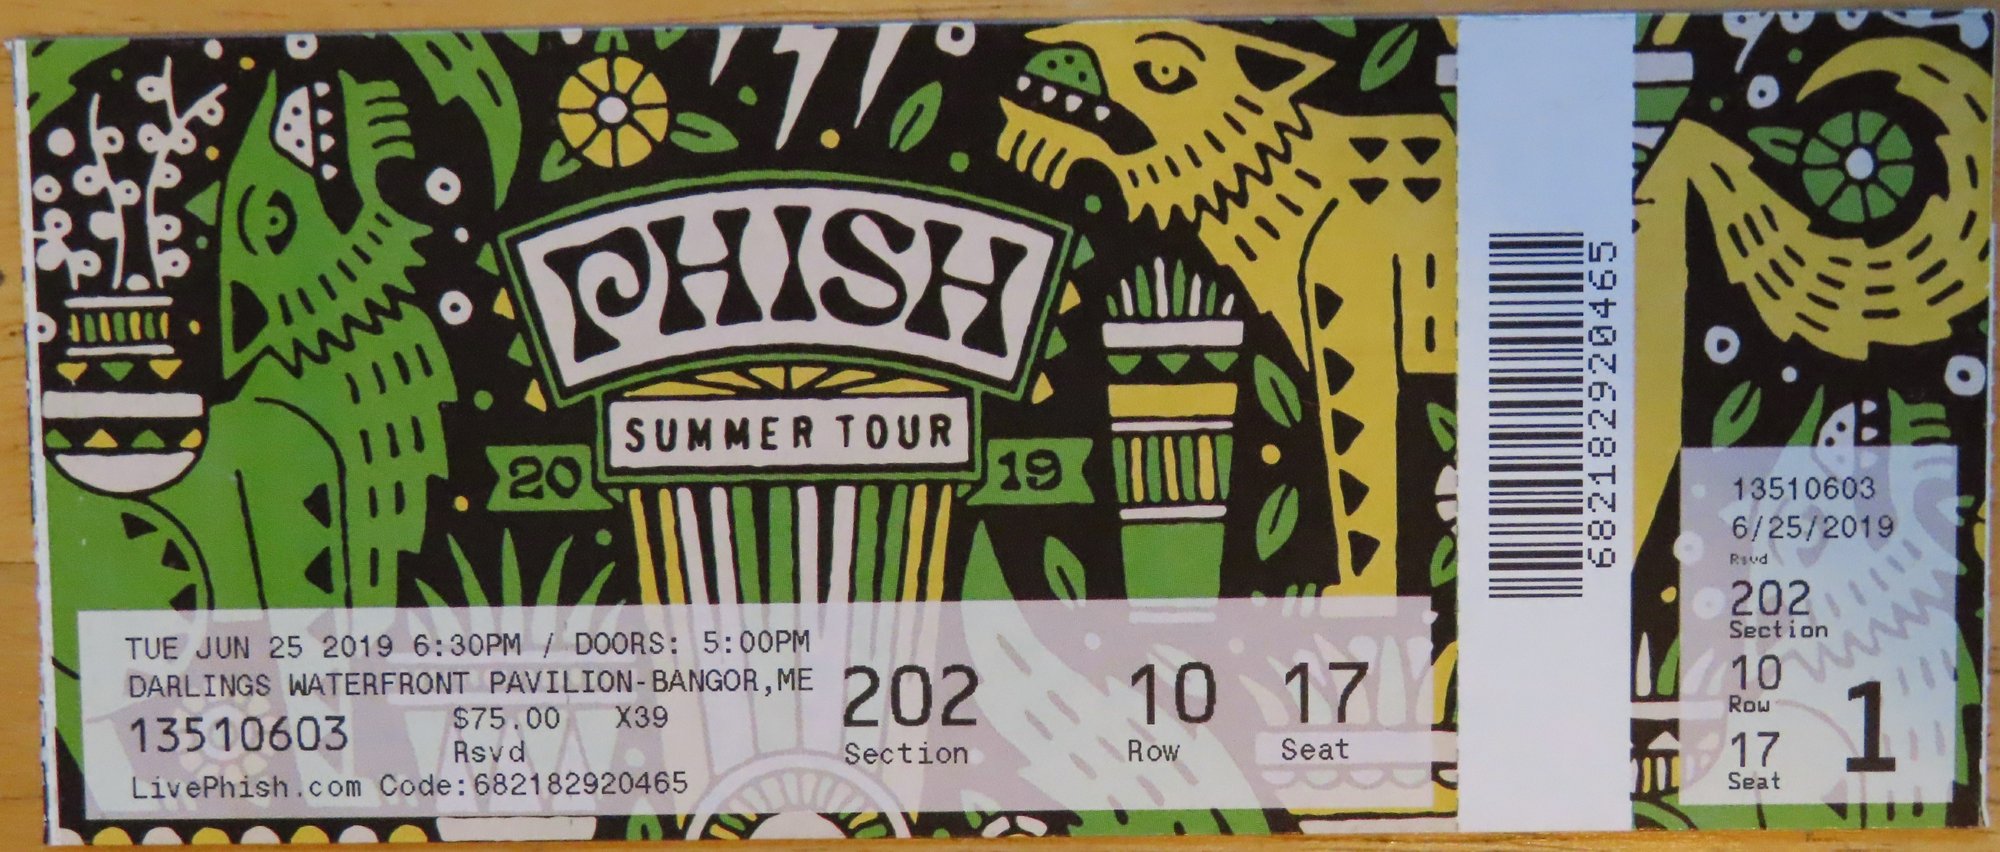 PHISH
SUMMER TOUR
20 19
TUE JUN 25 2019 6:30PM / DOORS: 5:00PM
DARLINGS WATERFRONT PAVILION-BANGOR,ME
13510603
$75.00 X39
Rsvd
LivePhish.com Code:682182920465
202
Section
10
Row
17
Seat
682182920465
13510603
6/25/2019
Rsvd
202
Section
10
Row
17
Seat
1